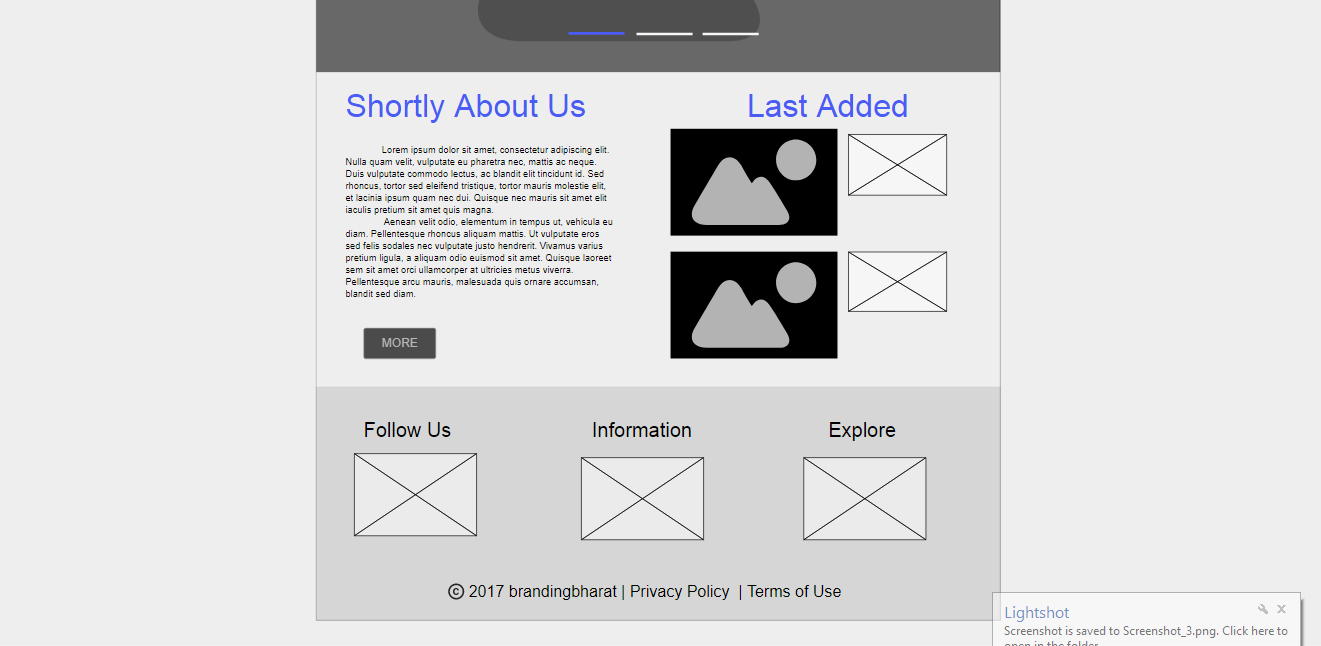 Shortly About Us
Lorem ipsum dolor sit amet, consectetur adipiscing elit.
Nulla quam velit, vulputate eu pharetra nec, mattis ac neque.
Duis vulputate commodo lectus, ac blandit elit tincidunt id. Sed
rhoncus, tortor sed eleifend tristique, tortor mauris molestie elit,
et lacinia ipsum quam nec dui. Quisque nec mauris sit amet elit
iaculis pretium sit amet quis magna.
Aenean velit odio, elementum in tempus ut, vehicula eu
diam. Pellentesque rhoncus aliquam mattis. Ut vulputate eros
sed felis sodales nec vulputate justo hendrerit. Vivamus varius
pretium ligula, a aliquam odio euismod sit amet. Quisque laoreet
sem sit amet orci ullamcorper at ultricies metus viverra.
Pellentesque arcu mauris, malesuada quis ornare accumsan,
blandit sed diam.
MORE
Last Added
Follow Us
Information
Explore
© 2017 brandingbharat | Privacy Policy | Terms of Use
Lightshot
Screenshot is saved to Screenshot_3.png. Click here to
open in the folder.